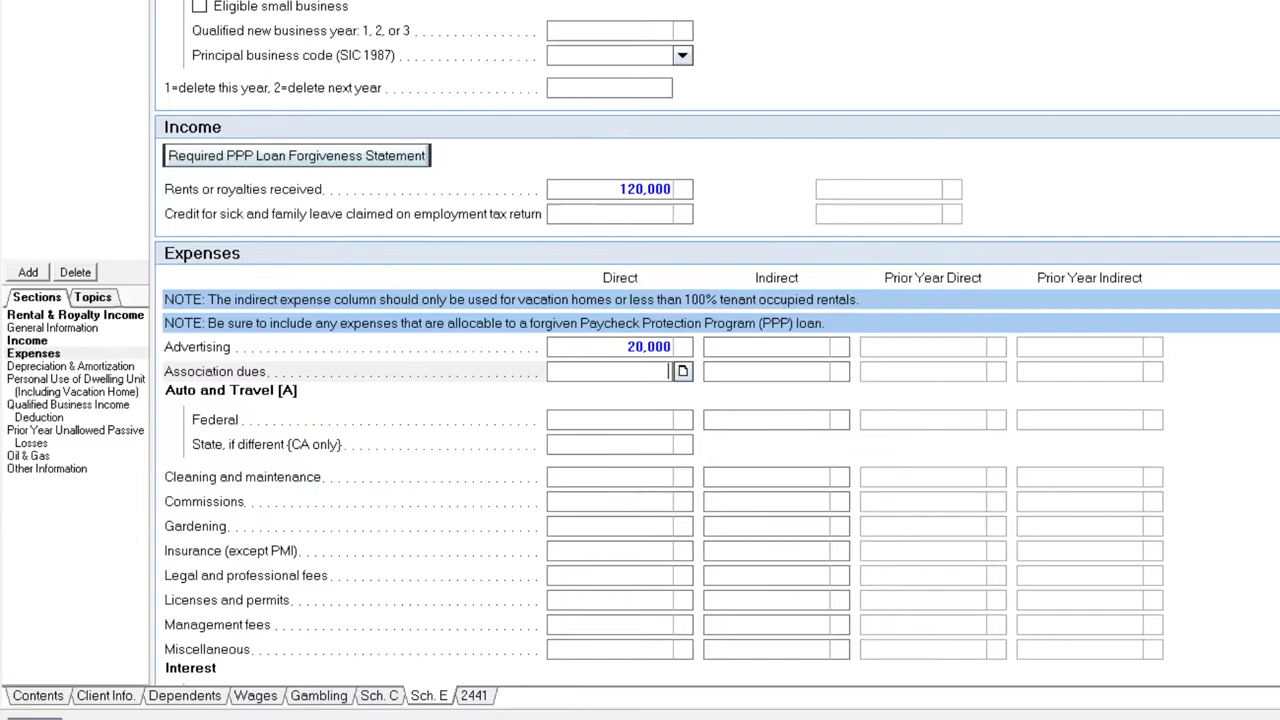 Eligible small business
Qualified new business year: 1, 2, or 3
Principal business code (SIC 1987)
1=delete this year, 2=delete next year
Income
Required PPP Loan Forgiveness Statement
Rents or royalties received 120,000
Credit for sick and family leave claimed on employment tax return
Expenses
Direct Indirect Prior Year Direct Prior Year Indirect
NOTE: The indirect expense column should only be used for vacation homes or less than 100% tenant occupied rentals.
NOTE: Be sure to include any expenses that are allocable to a forgiven Paycheck Protection Program (PPP) loan.
Advertising 20,000
Association dues
Auto and Travel [A]
Federal
State, if different {CA only}
Cleaning and maintenance
Commissions
Gardening
Insurance (except PMI)
Legal and professional fees
Licenses and permits
Management fees
Miscellaneous
Interest
Add Delete
Sections Topics
Rental & Royalty Income
General Information
Income
Expenses
Depreciation & Amortization
Personal Use of Dwelling Unit
(Including Vacation Home)
Qualified Business Income
Deduction
Prior Year Unallowed Passive
Losses
Oil & Gas
Other Information
Contents Client Info. Dependents Wages Gambling Sch. C Sch. E 2441